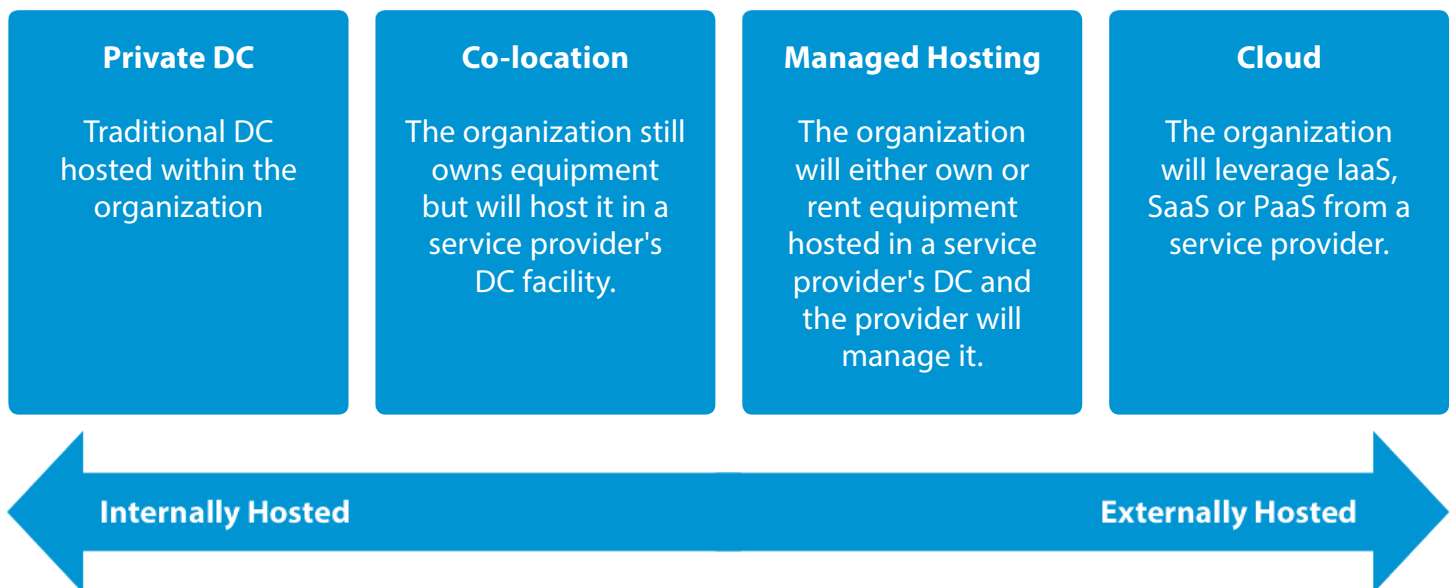 Private DC
Traditional DC
hosted within the
organization
Co-location
The organization still
owns equipment
but will host it in a
service provider's
DC facility.
Managed Hosting
The organization
will either own or
rent equipment
hosted in a service
provider's DC and
the provider will
manage it.
Cloud
The organization
will leverage IaaS,
SaaS or PaaS from a
service provider.
Internally Hosted
Externally Hosted